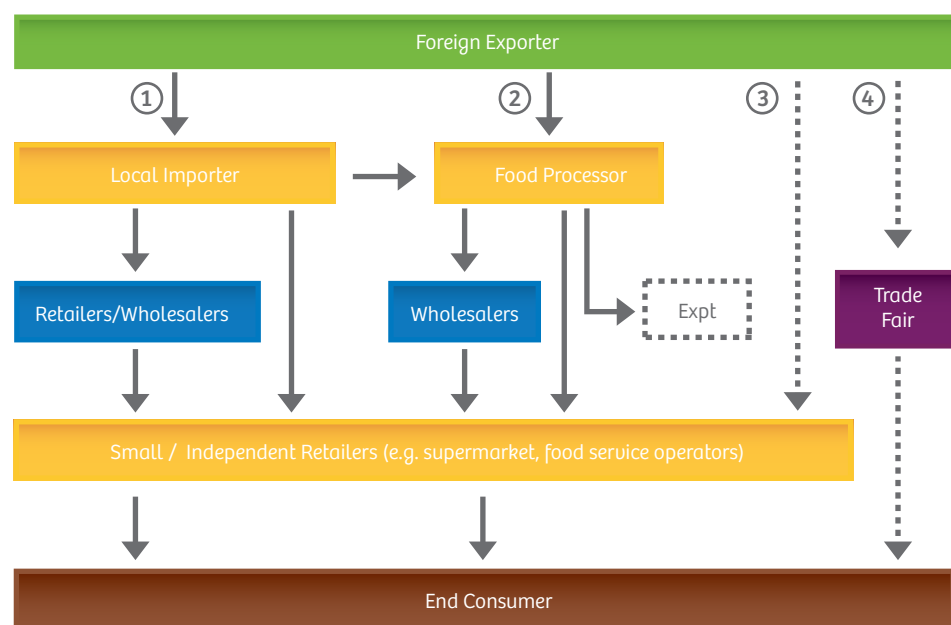 Foreign Exporter
1
2
3
4
Local Importer
Food Processor
Retailers/Wholesalers
Wholesalers
Expt
Trade
Fair
Small / Independent Retailers (e.g. supermarket, food service operators)
End Consumer